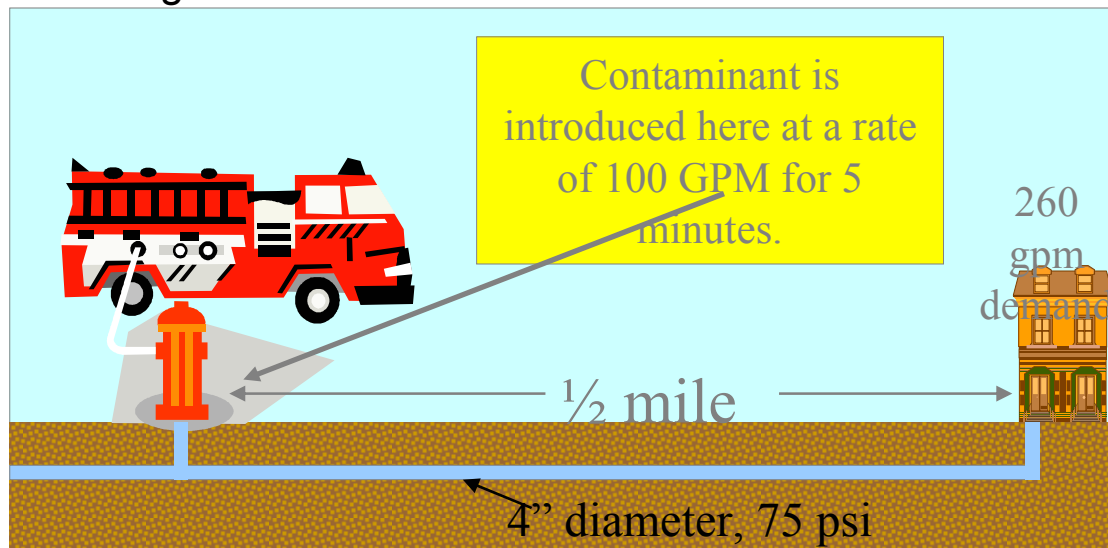 Contaminant is
introduced here at a rate
of 100 GPM for 5
minutes.
260
gpm
demand
½ mile
4” diameter, 75 psi